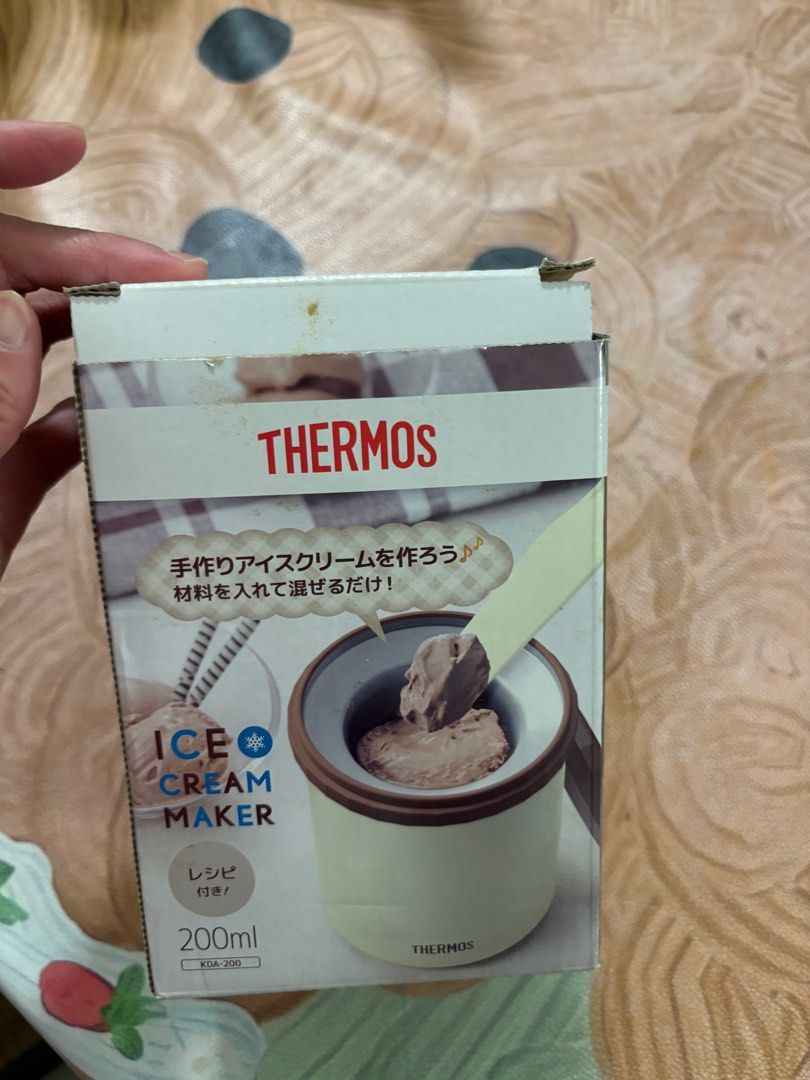 THERMOS
手作りアイスクリームを作ろう♪♪
材料を入れて混ぜるだけ！
ICE
CREAM
MAKER
レシピ
付き！
200ml
KDA-200
THERMOS